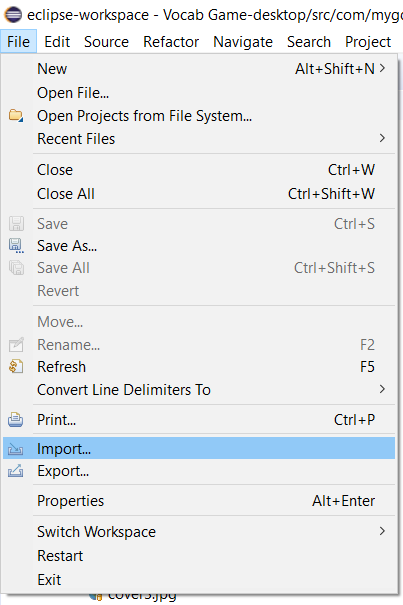 eclipse-workspace - Vocab Game-desktop/src/com/myg
File Edit Source Refactor Navigate Search Project
New Alt+Shift+N
Open File...
Open Projects from File System...
Recent Files
Close Ctrl+W
Close All Ctrl+Shift+W
Save Ctrl+S
Save As...
Save All Ctrl+Shift+S
Revert
Move...
Rename... F2
Refresh F5
Convert Line Delimiters To
Print... Ctrl+P
Import...
Export...
Properties Alt+Enter
Switch Workspace
Restart
Exit